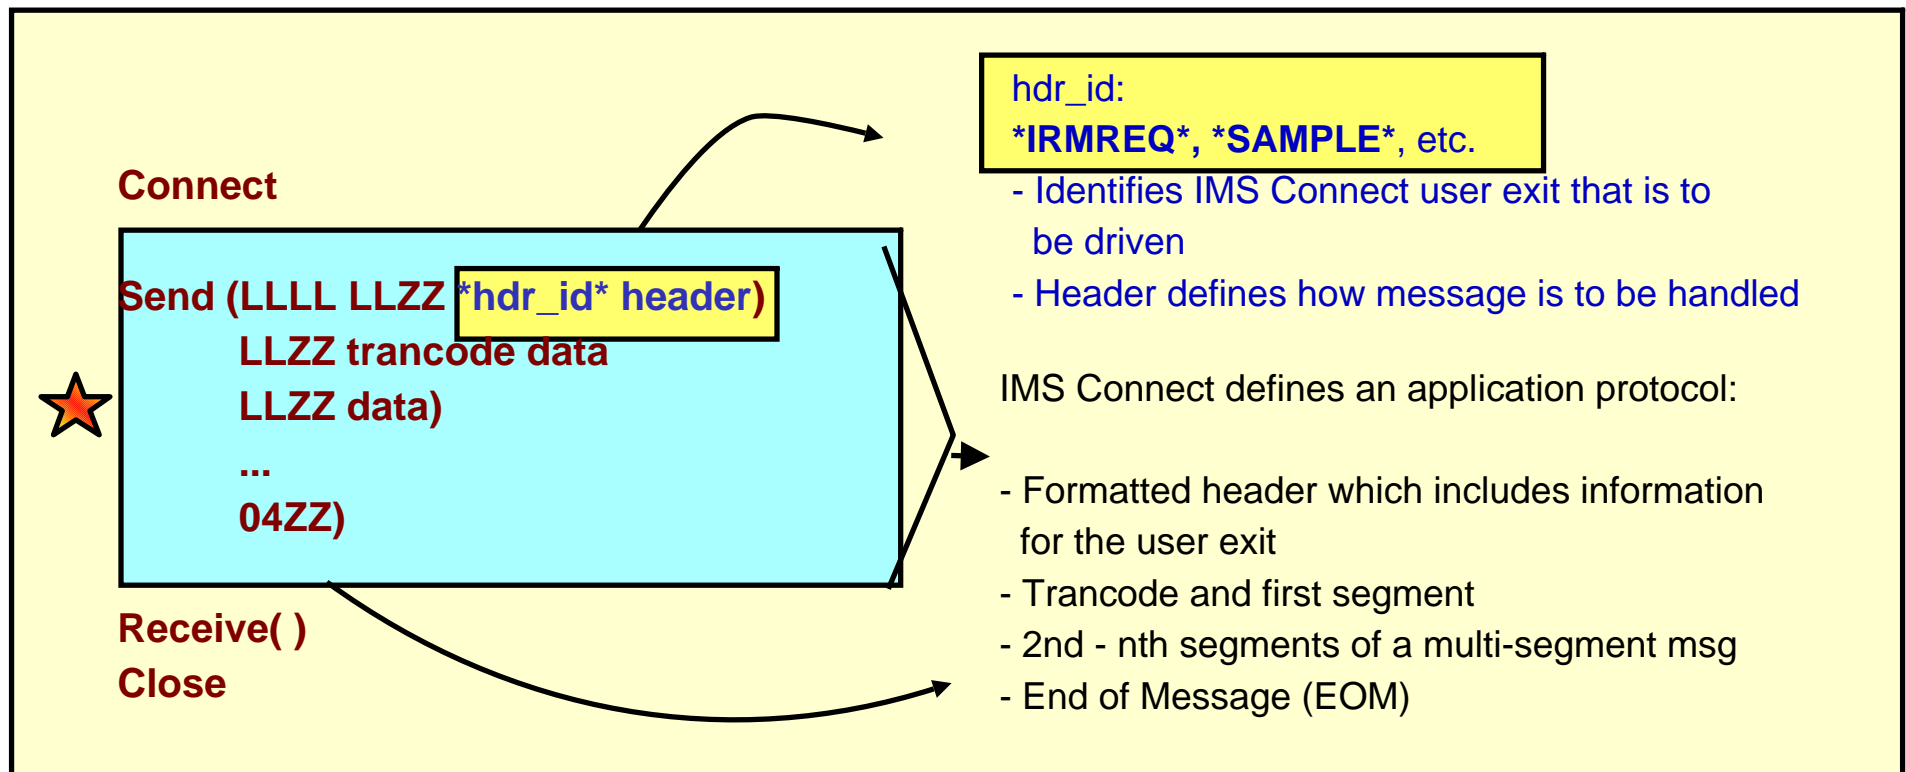 Connect
Send (LLLL LLZZ *hdr_id* header)
LLZZ trancode data
LLZZ data)
...
04ZZ)
Receive( )
Close
hdr_id:
*IRMREQ*, *SAMPLE*, etc.
- Identifies IMS Connect user exit that is to
be driven
- Header defines how message is to be handled
IMS Connect defines an application protocol:
- Formatted header which includes information
for the user exit
- Trancode and first segment
- 2nd - nth segments of a multi-segment msg
- End of Message (EOM)